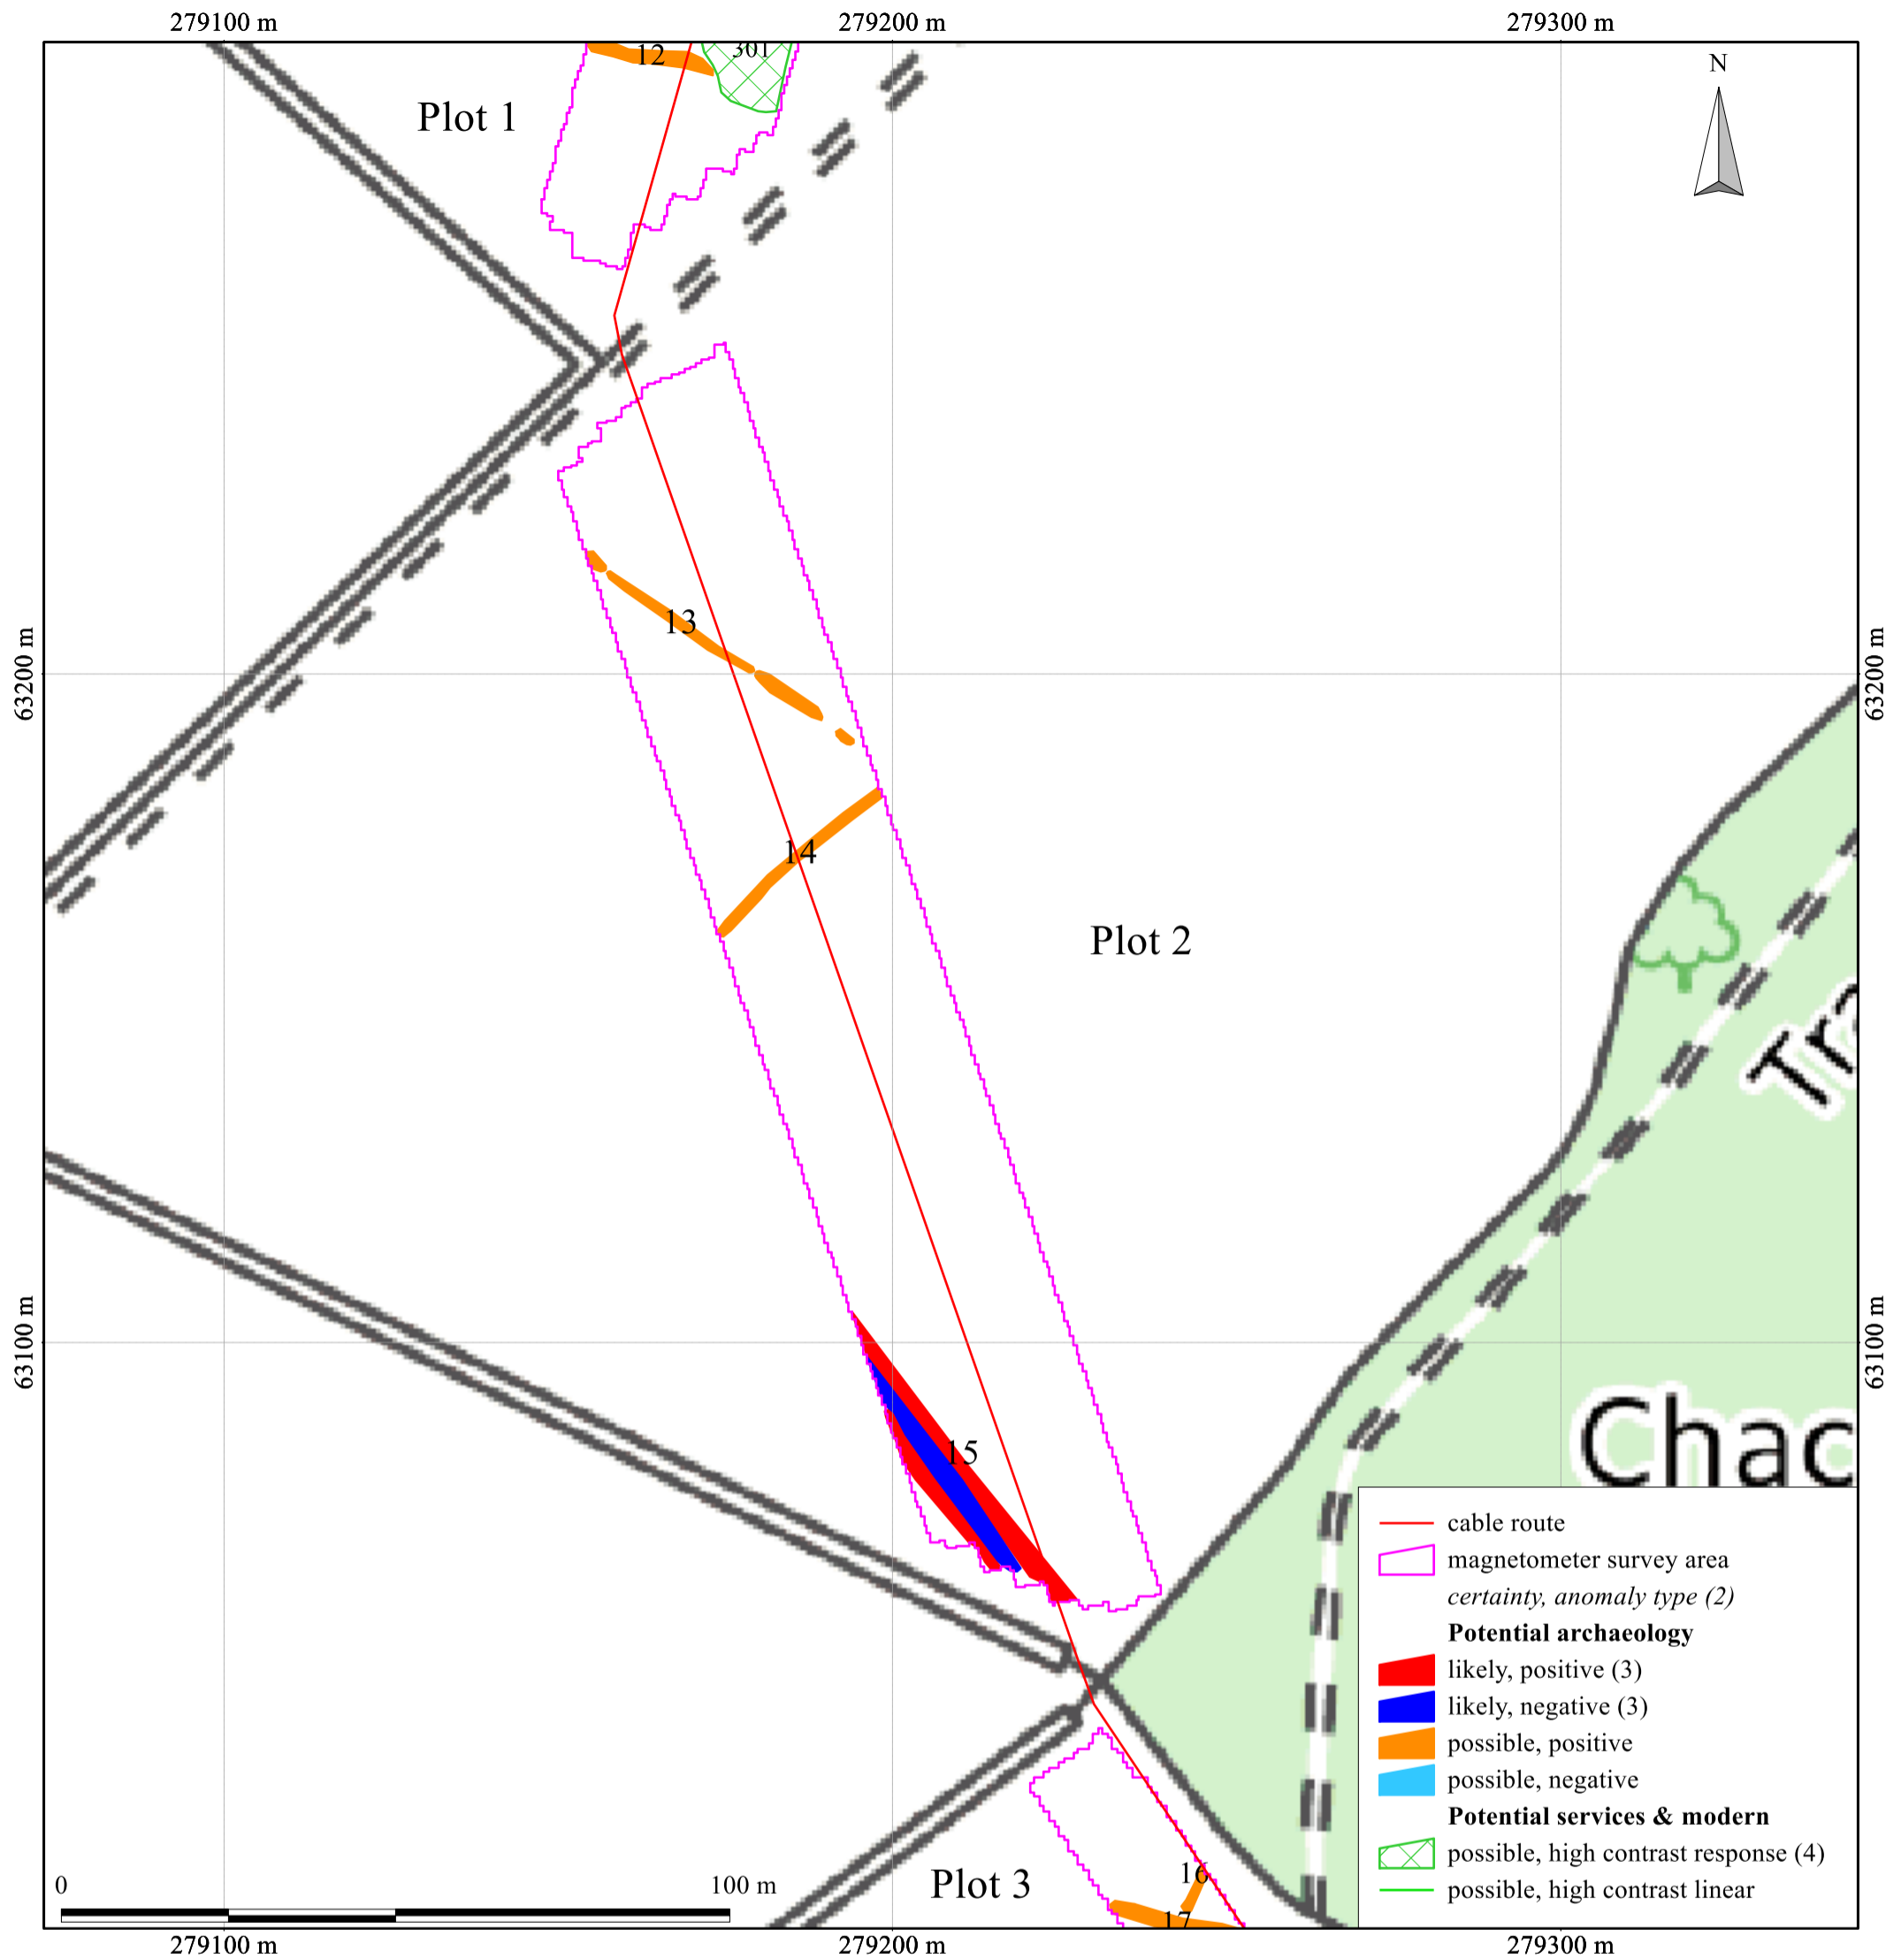 279100 m 279200 m 279300 m
12 301
N
Plot 1
13
63200 m 63200 m
14
Plot 2
63100 m 63100 m
Chac
15
cable route
magnetometer survey area
certainty, anomaly type (2)
Potential archaeology
likely, positive (3)
likely, negative (3)
possible, positive
possible, negative
Potential services & modern
possible, high contrast response (4)
possible, high contrast linear
16
Plot 3
0 100 m
17
279100 m 279200 m 279300 m